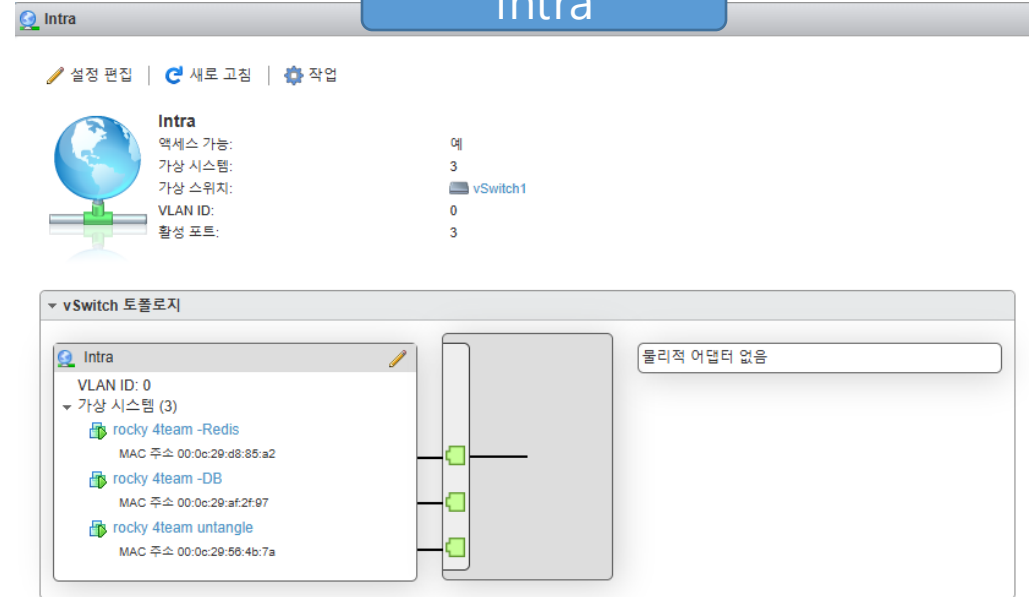 Intra
Intra
설정 편집 | 새로 고침 | 작업
Intra
액세스 가능: 예
가상 시스템: 3
가상 스위치: vSwitch1
VLAN ID: 0
활성 포트: 3
vSwitch 토폴로지
Intra
VLAN ID: 0
가상 시스템 (3)
rocky 4team -Redis
MAC 주소 00:0c:29:d8:85:a2
rocky 4team -DB
MAC 주소 00:0c:29:af:2f:97
rocky 4team untangle
MAC 주소 00:0c:29:56:4b:7a
물리적 어댑터 없음